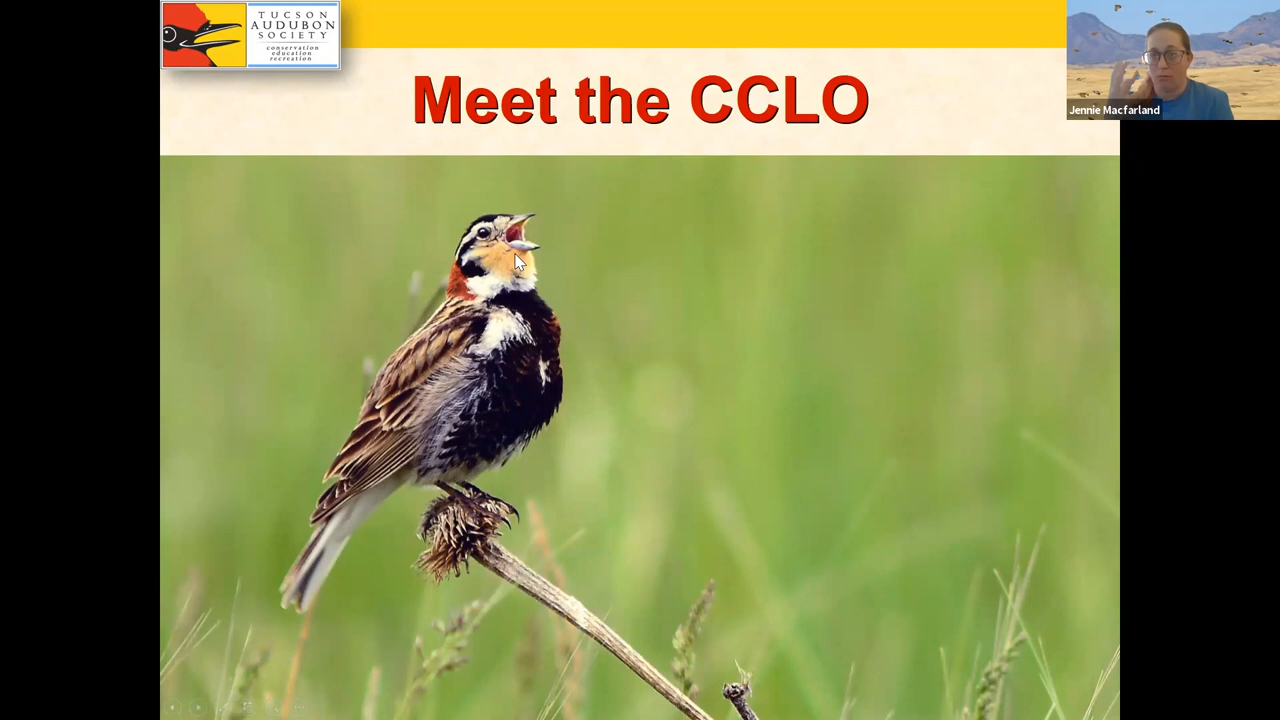 TUCSON
AUDUBON
SOCIETY
conservation
education
recreation
Meet the CCLO
Jennie Macfarland